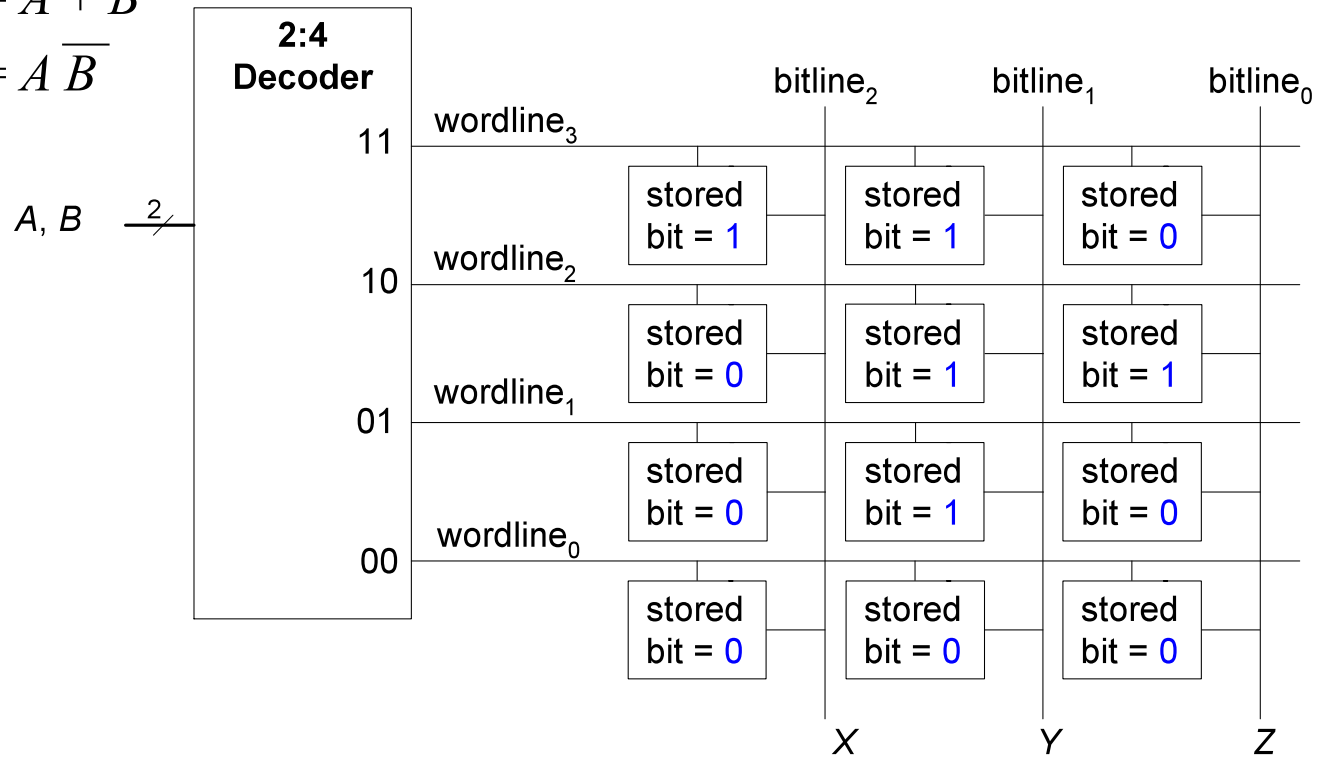 = A + B
= A B̅
2:4
Decoder
bitline₂ bitline₁ bitline₀
wordline₃
11
stored stored stored
bit = 1 bit = 1 bit = 0
A, B 2
wordline₂
10
stored stored stored
bit = 0 bit = 1 bit = 1
wordline₁
01
stored stored stored
bit = 0 bit = 1 bit = 0
wordline₀
00
stored stored stored
bit = 0 bit = 0 bit = 0
X Y Z